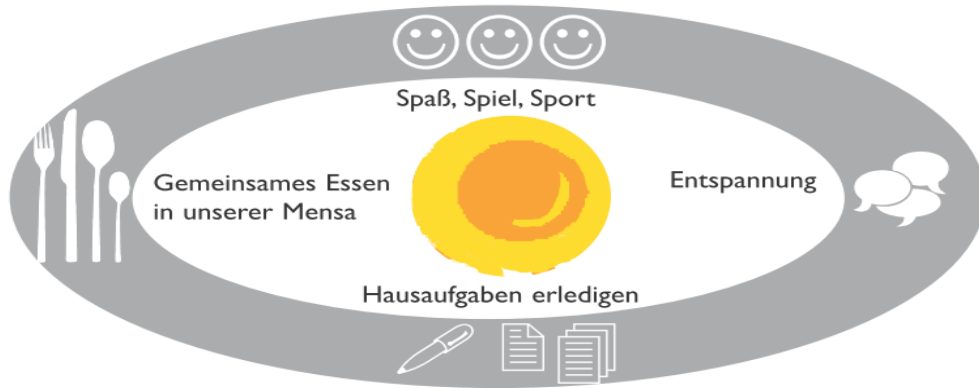 Spaß, Spiel, Sport
Gemeinsames Essen
in unserer Mensa
Entspannung
Hausaufgaben erledigen